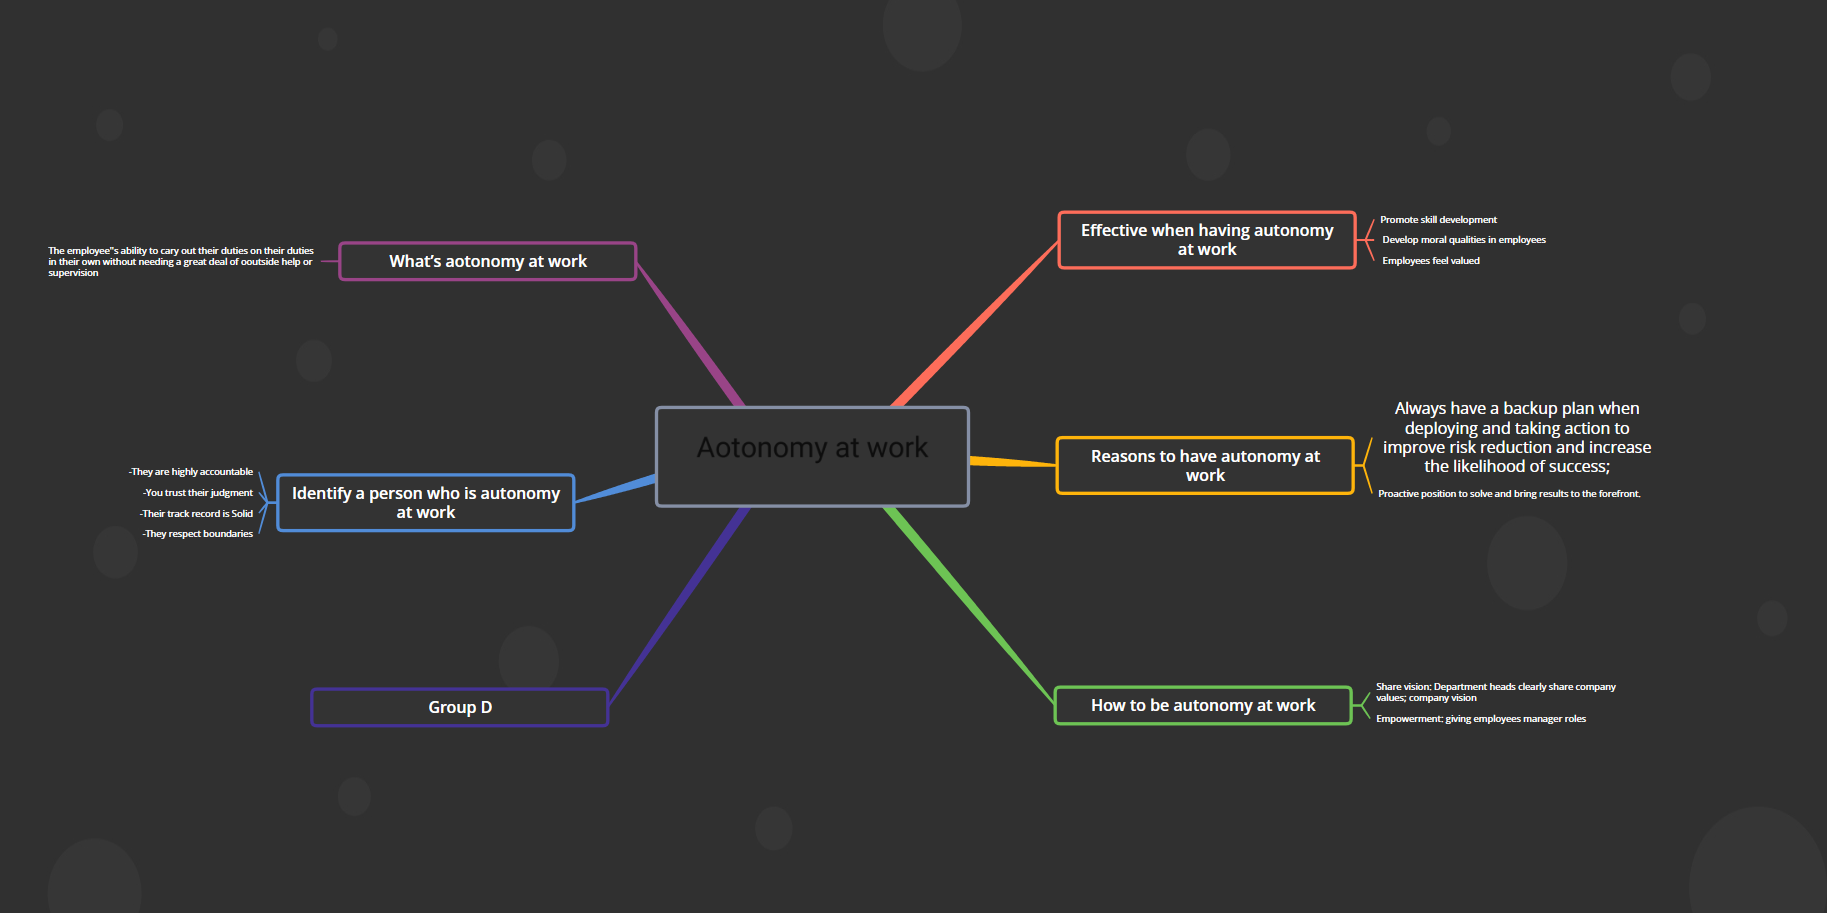 Aotonomy at work
What’s aotonomy at work
The employee"s ability to cary out their duties on their duties
in their own without needing a great deal of ooutside help or
supervision
Identify a person who is autonomy
at work
-They are highly accountable
-You trust their judgment
-Their track record is Solid
-They respect boundaries
Group D
Effective when having autonomy
at work
Promote skill development
Develop moral qualities in employees
Employees feel valued
Reasons to have autonomy at
work
Always have a backup plan when
deploying and taking action to
improve risk reduction and increase
the likelihood of success;
Proactive position to solve and bring results to the forefront.
How to be autonomy at work
Share vision: Department heads clearly share company
values; company vision
Empowerment: giving employees manager roles